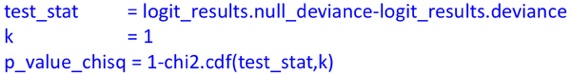 test_stat = logit_results.null_deviance-logit_results.deviance
k = 1
p_value_chisq = 1-chi2.cdf(test_stat,k)